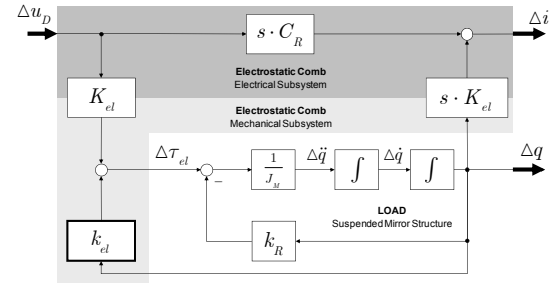 Δu_D
Δi
s · C_R
Electrostatic Comb
Electrical Subsystem
K_el
s · K_el
Electrostatic Comb
Mechanical Subsystem
Δτ_el
−
1/J_M
Δq̈
∫
Δq̇
∫
Δq
LOAD
Suspended Mirror Structure
k_el
k_R